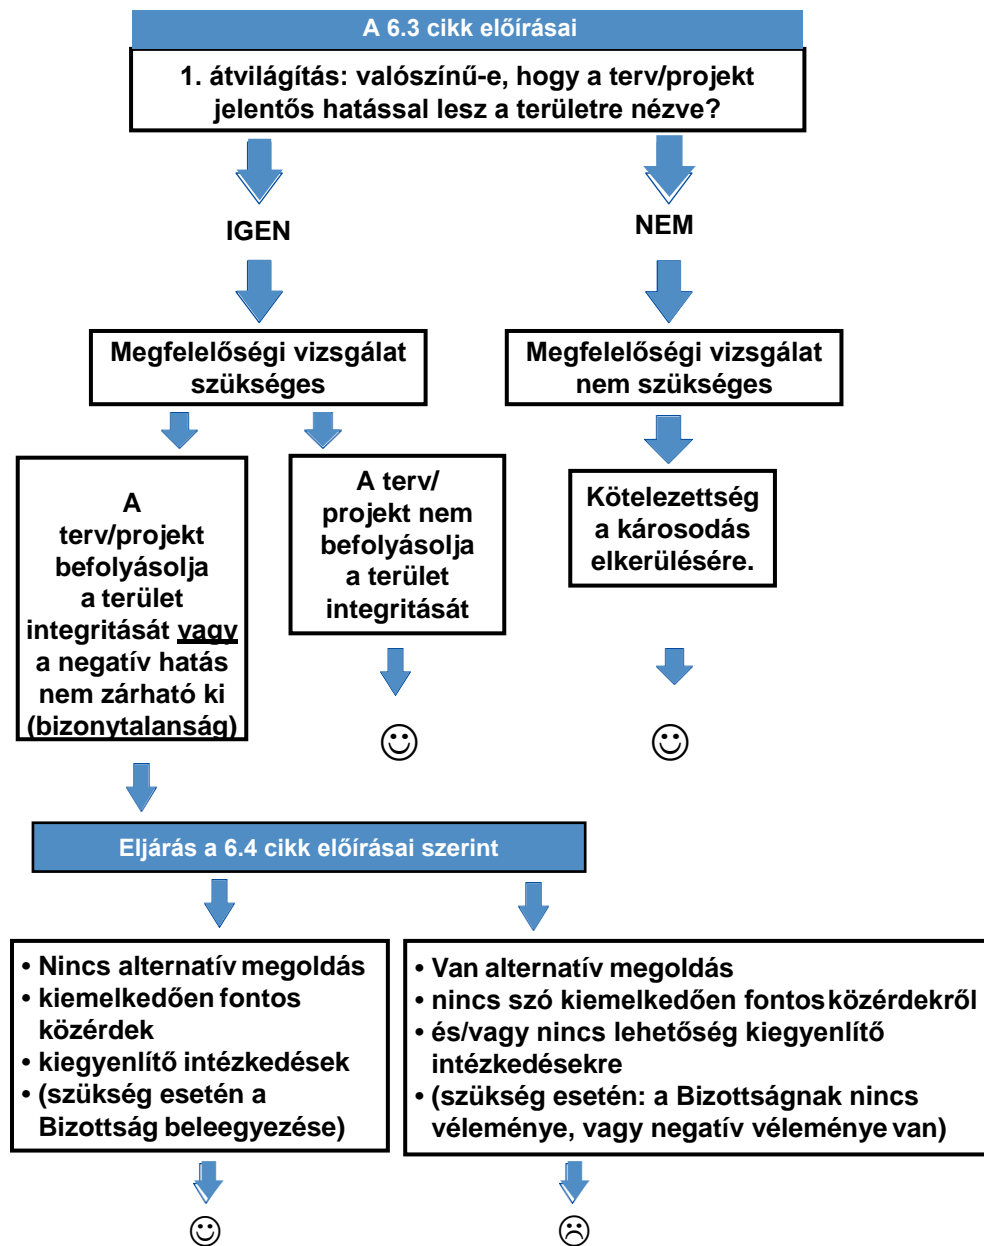 A 6.3 cikk előírásai
1. átvilágítás: valószínű-e, hogy a terv/projekt
jelentős hatással lesz a területre nézve?
IGEN
NEM
Megfelelőségi vizsgálat
szükséges
Megfelelőségi vizsgálat
nem szükséges
A
terv/projekt
befolyásolja
a terület
integritását vagy
a negatív hatás
nem zárható ki
(bizonytalanság)
A terv/
projekt nem
befolyásolja
a terület
integritását
Kötelezettség
a károsodás
elkerülésére.
Eljárás a 6.4 cikk előírásai szerint
• Nincs alternatív megoldás
• kiemelkedően fontos
közérdek
• kiegyenlítő intézkedések
• (szükség esetén a
Bizottság beleegyezése)
• Van alternatív megoldás
• nincs szó kiemelkedően fontos közérdekről
• és/vagy nincs lehetőség kiegyenlítő
intézkedésekre
• (szükség esetén: a Bizottságnak nincs
véleménye, vagy negatív véleménye van)